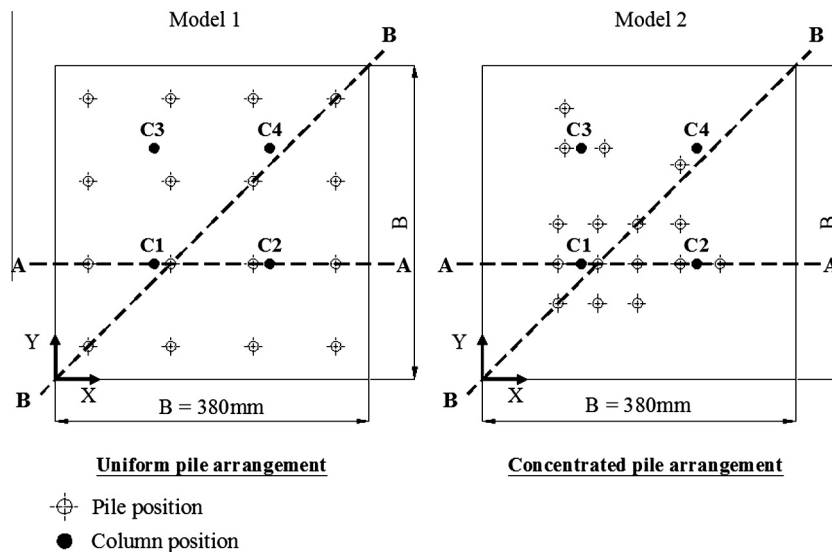 Model 1
Model 2
B
B
C3
C4
C3
C4
B
B
C1
C2
C1
C2
A
A
A
A
Y
X
Y
X
B
B = 380mm
B
B = 380mm
Uniform pile arrangement
Concentrated pile arrangement
Pile position
Column position